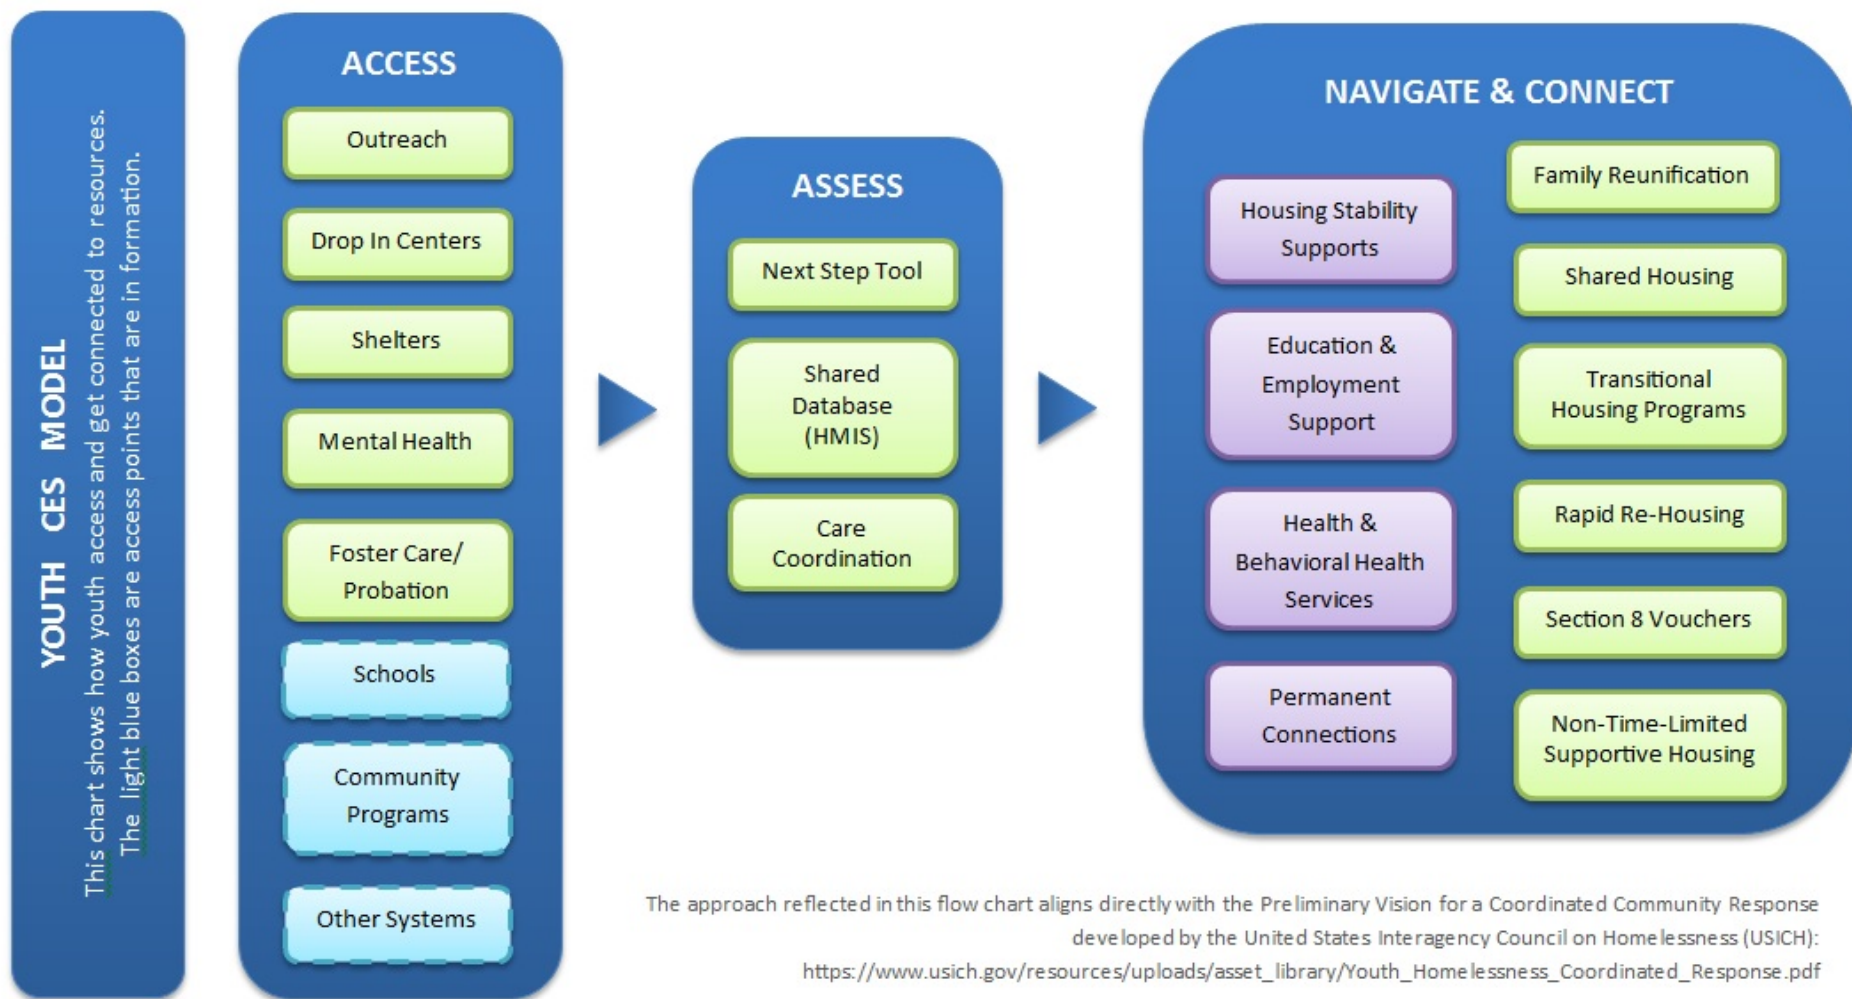 YOUTH CES MODEL
This chart shows how youth access and get connected to resources.
The light blue boxes are access points that are in formation.
ACCESS
Outreach
Drop In Centers
Shelters
Mental Health
Foster Care/
Probation
Schools
Community
Programs
Other Systems
ASSESS
Next Step Tool
Shared
Database
(HMIS)
Care
Coordination
NAVIGATE & CONNECT
Housing Stability
Supports
Education &
Employment
Support
Health &
Behavioral Health
Services
Permanent
Connections
Family Reunification
Shared Housing
Transitional
Housing Programs
Rapid Re-Housing
Section 8 Vouchers
Non-Time-Limited
Supportive Housing
The approach reflected in this flow chart aligns directly with the Preliminary Vision for a Coordinated Community Response
developed by the United States Interagency Council on Homelessness (USICH):
https://www.usich.gov/resources/uploads/asset_library/Youth_Homelessness_Coordinated_Response.pdf